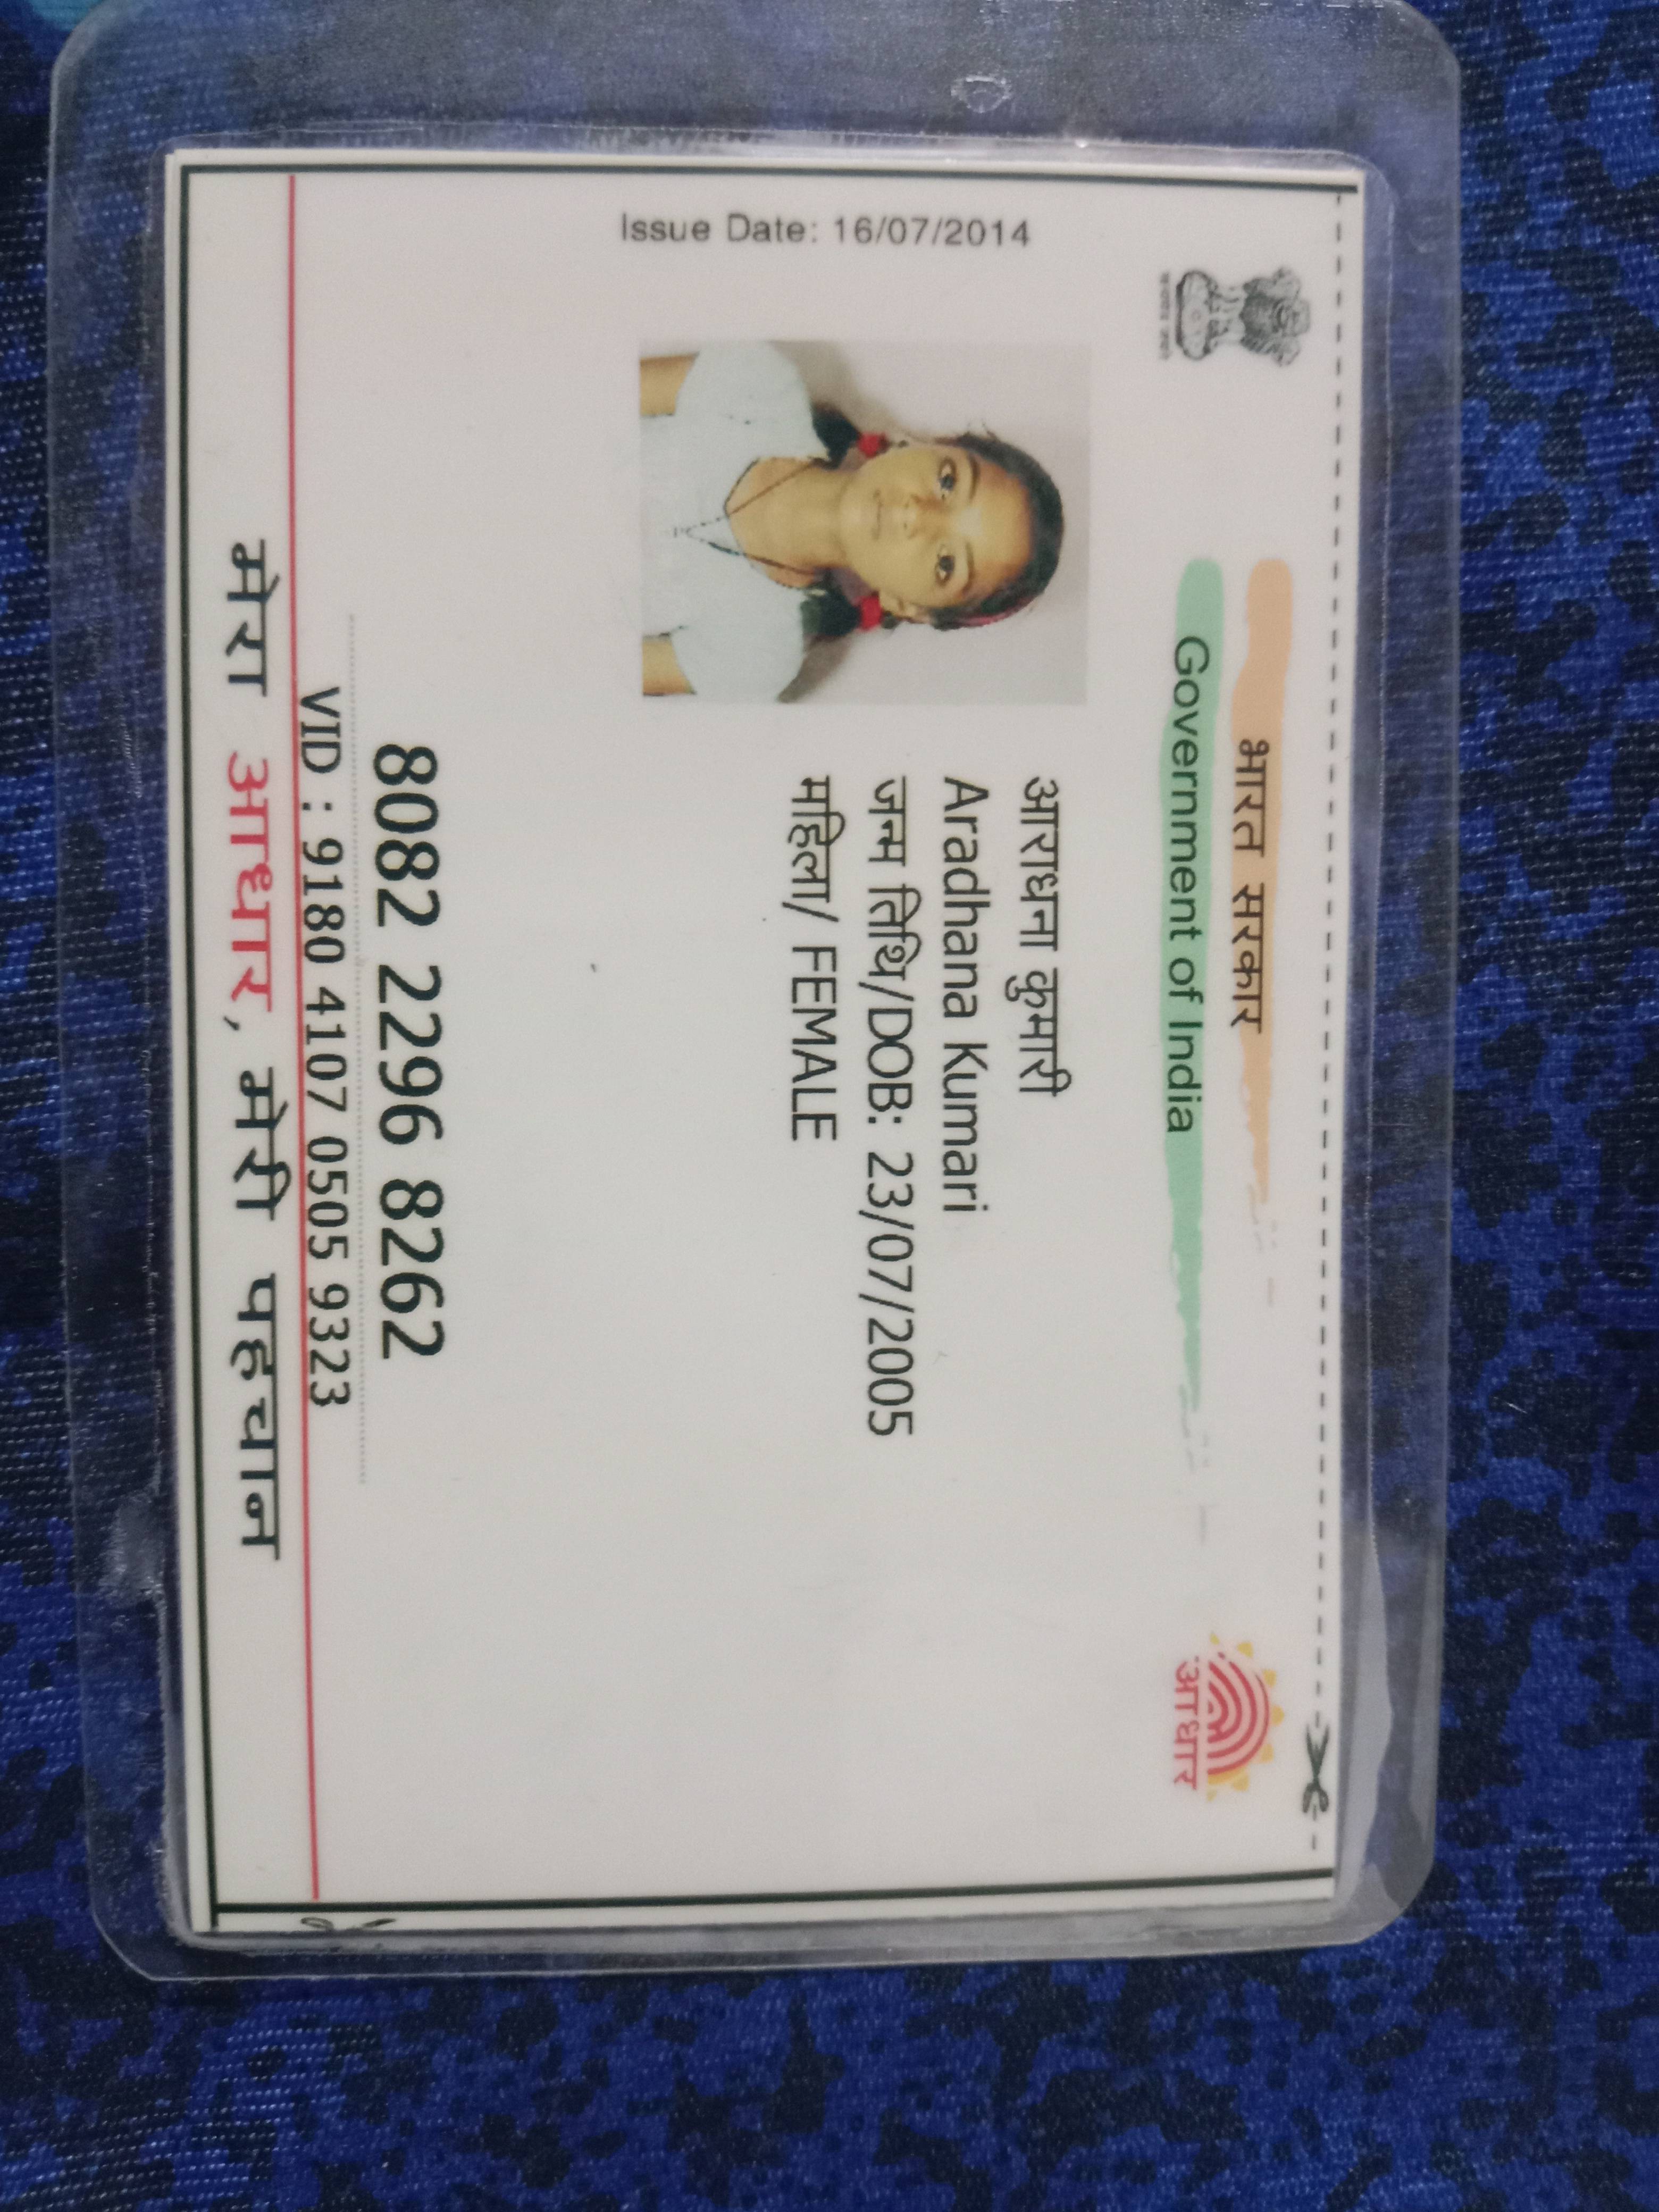 भारत सरकार
Government of India
Issue Date: 16/07/2014
आराधना कुमारी
Aradhana Kumari
जन्म तिथि/DOB: 23/07/2005
महिला/ FEMALE
आधार
8082 2296 8262
VID : 9180 4107 0505 9323
मेरा आधार, मेरी पहचान